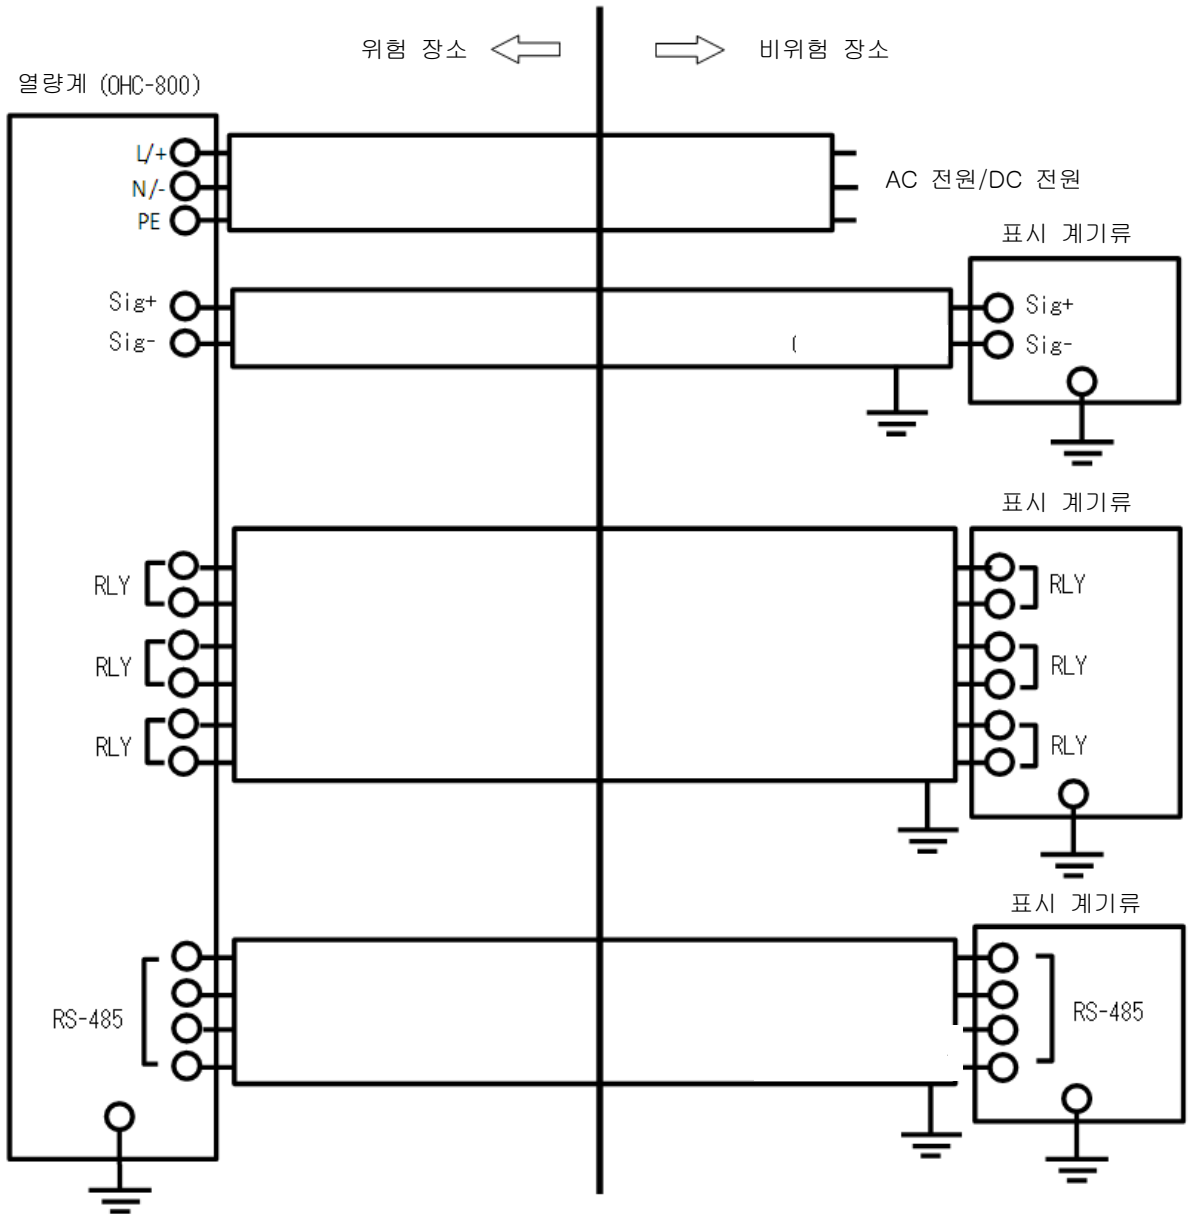 위험 장소
비위험 장소
열량계 (OHC-800)
L/+
N/-
PE
AC 전원/DC 전원
표시 계기류
Sig+
Sig-
Sig+
Sig-
(
표시 계기류
RLY
RLY
RLY
RLY
RLY
RLY
표시 계기류
RS-485
RS-485